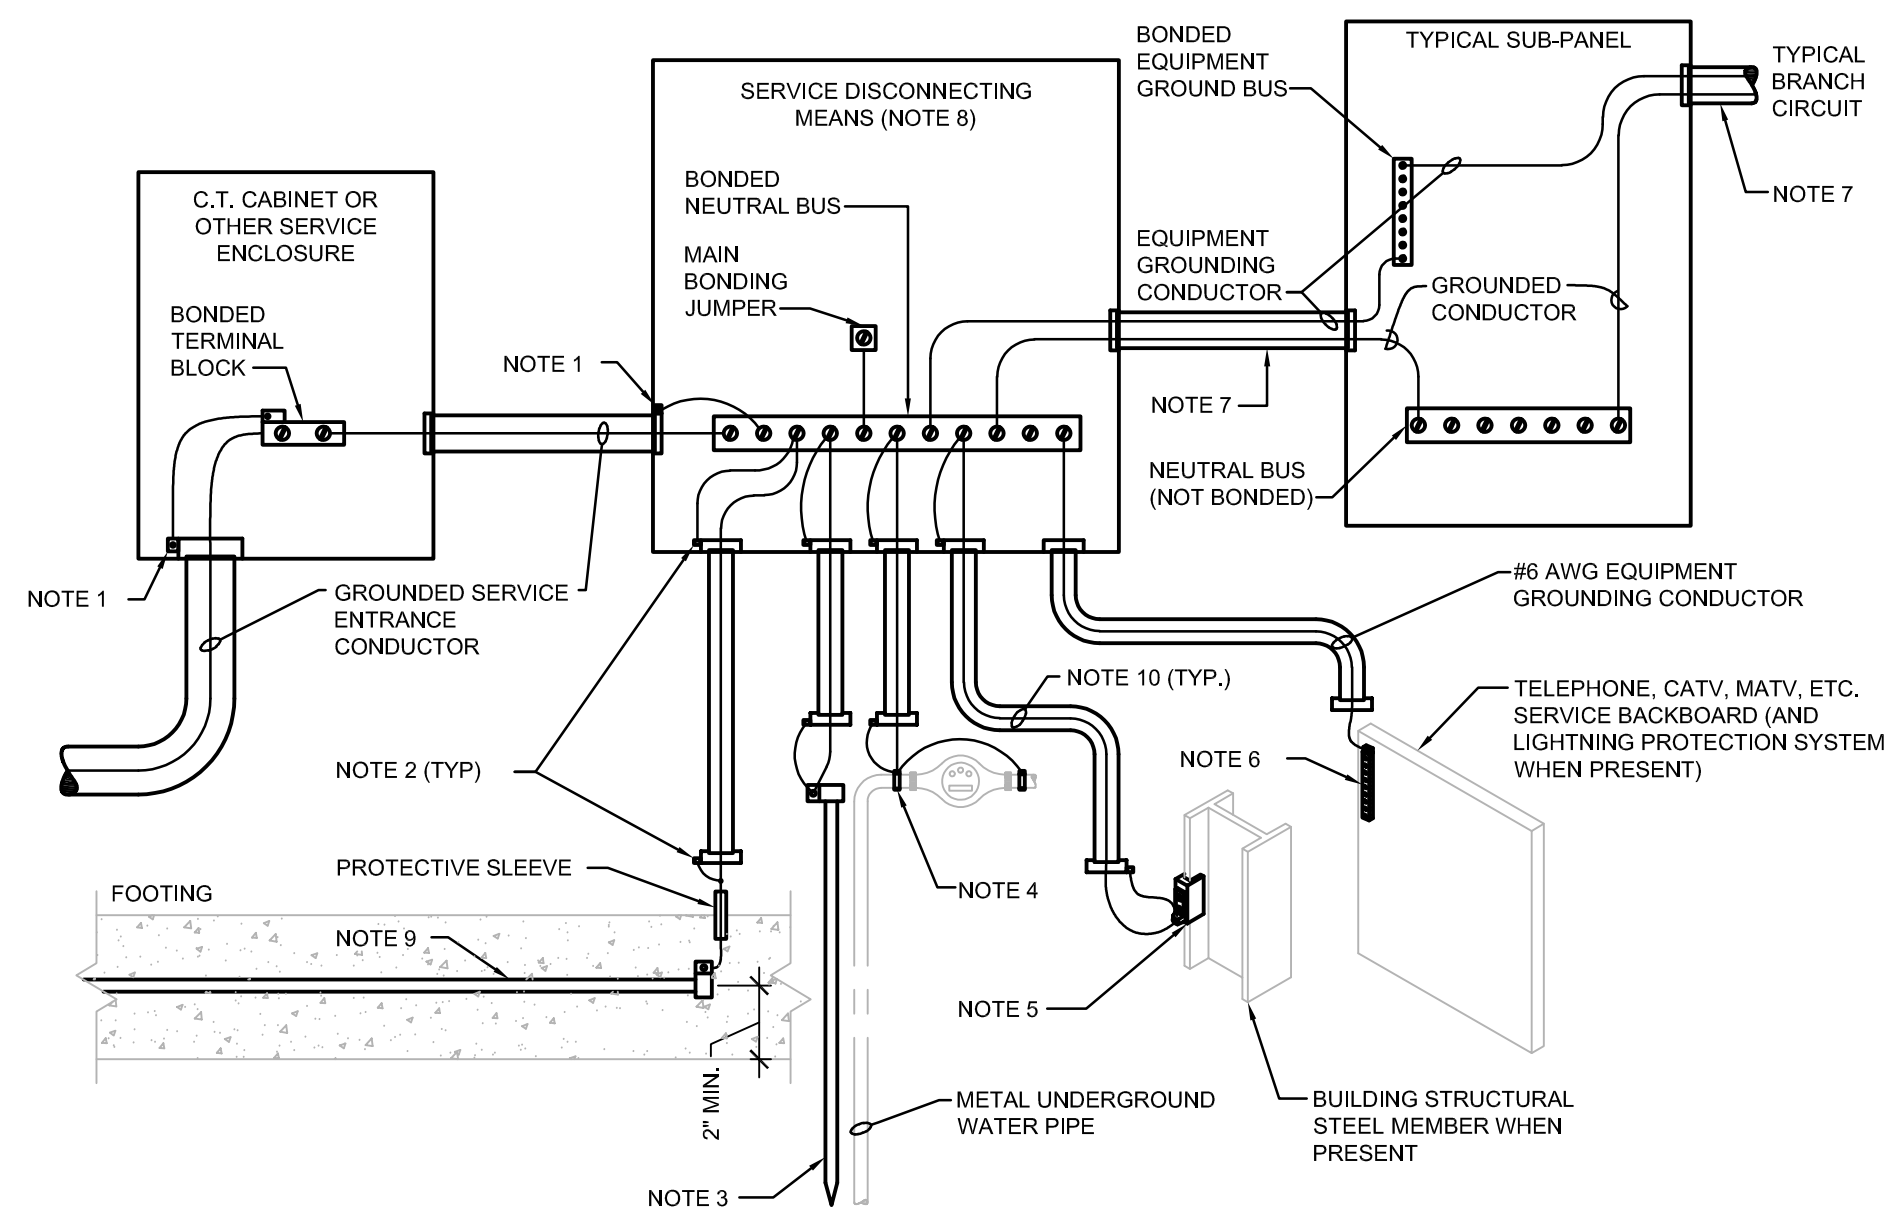 BONDED
EQUIPMENT
GROUND BUS
TYPICAL SUB-PANEL
TYPICAL
BRANCH
CIRCUIT
SERVICE DISCONNECTING
MEANS (NOTE 8)
C.T. CABINET OR
OTHER SERVICE
ENCLOSURE
BONDED
NEUTRAL BUS
NOTE 7
MAIN
BONDING
JUMPER
EQUIPMENT
GROUNDING
CONDUCTOR
GROUNDED
CONDUCTOR
BONDED
TERMINAL
BLOCK
NOTE 1
NOTE 7
NEUTRAL BUS
(NOT BONDED)
NOTE 1
GROUNDED SERVICE
ENTRANCE
CONDUCTOR
#6 AWG EQUIPMENT
GROUNDING CONDUCTOR
NOTE 10 (TYP.)
TELEPHONE, CATV, MATV, ETC.
SERVICE BACKBOARD (AND
LIGHTNING PROTECTION SYSTEM
WHEN PRESENT)
NOTE 2 (TYP)
NOTE 6
PROTECTIVE SLEEVE
NOTE 4
FOOTING
NOTE 9
NOTE 5
2" MIN.
METAL UNDERGROUND
WATER PIPE
BUILDING STRUCTURAL
STEEL MEMBER WHEN
PRESENT
NOTE 3